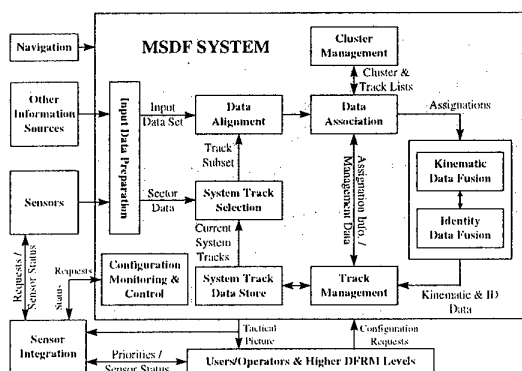 MSDF SYSTEM
Navigation
Cluster
Management
Cluster &
Track Lists
Other
Information
Sources
Input Data Preparation
Input
Data Set
Data
Alignment
Data
Association
Assignations
Track
Subset
Kinematic
Data Fusion
Identity
Data Fusion
Sensors
Sector
Data
System Track
Selection
Assignation Info. /
Management Data
Current
System
Tracks
Requests /
Sensor Status
Requests
Status
Configuration
Monitoring &
Control
System Track
Data Store
Track
Management
Kinematic & ID
Data
Sensor
Integration
Tactical
Picture
Configuration
Requests
Priorities /
Sensor Status
Users/Operators & Higher DFRM Levels